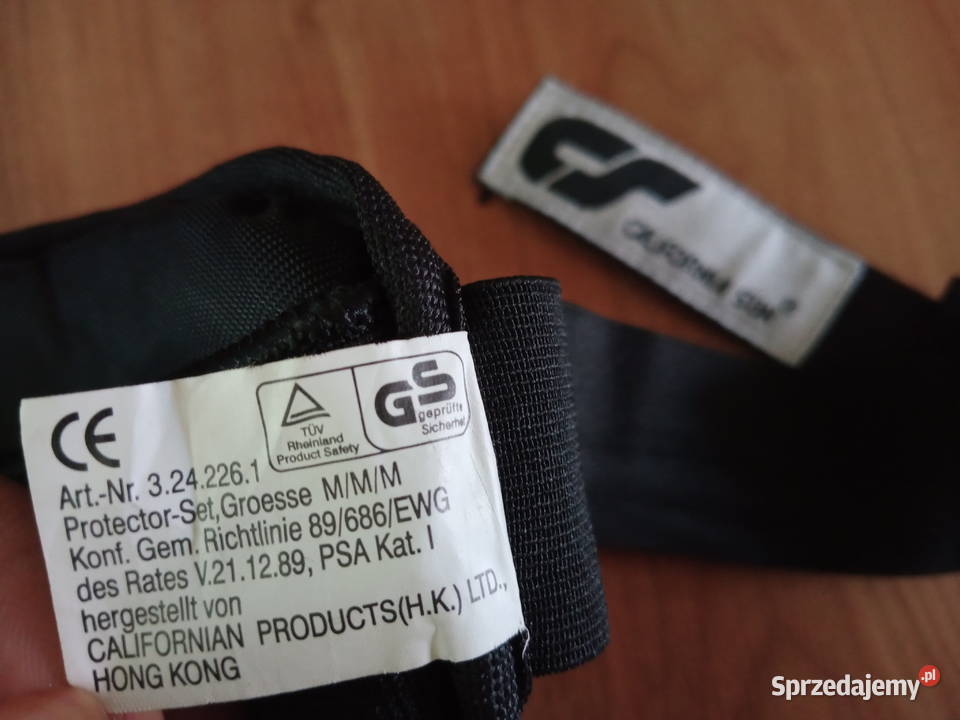 CS
CALIFORNIA SUN
CE
TÜV
Rheinland
Product Safety
GS
geprüfte
Sicherheit
Art.-Nr. 3.24.226.1
Protector-Set,Groesse M/M/M
Konf. Gem. Richtlinie 89/686/EWG
des Rates V.21.12.89, PSA Kat. I
hergestellt von
CALIFORNIAN PRODUCTS(H.K.) LTD.,
HONG KONG
Sprzedajemy.pl